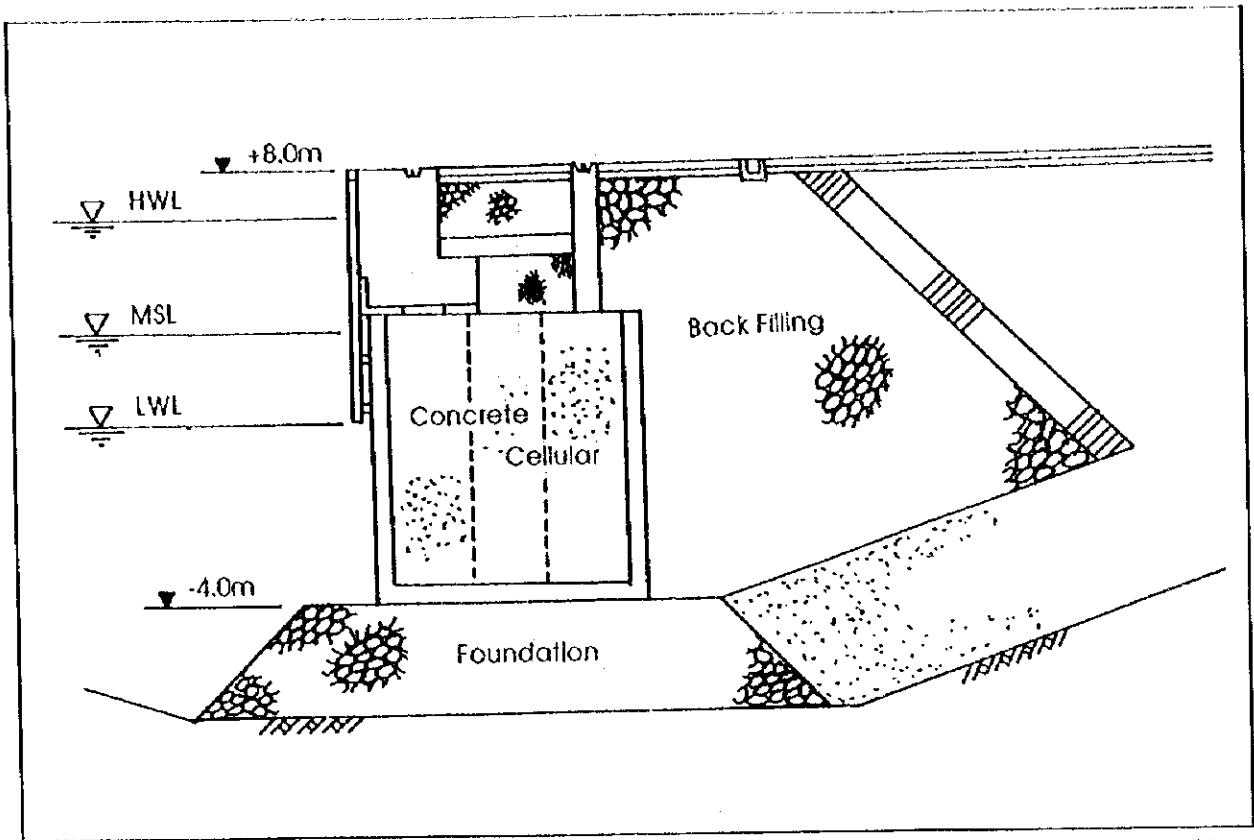 +8.0m
HWL
MSL
LWL
Back Filling
Concrete
Cellular
-4.0m
Foundation